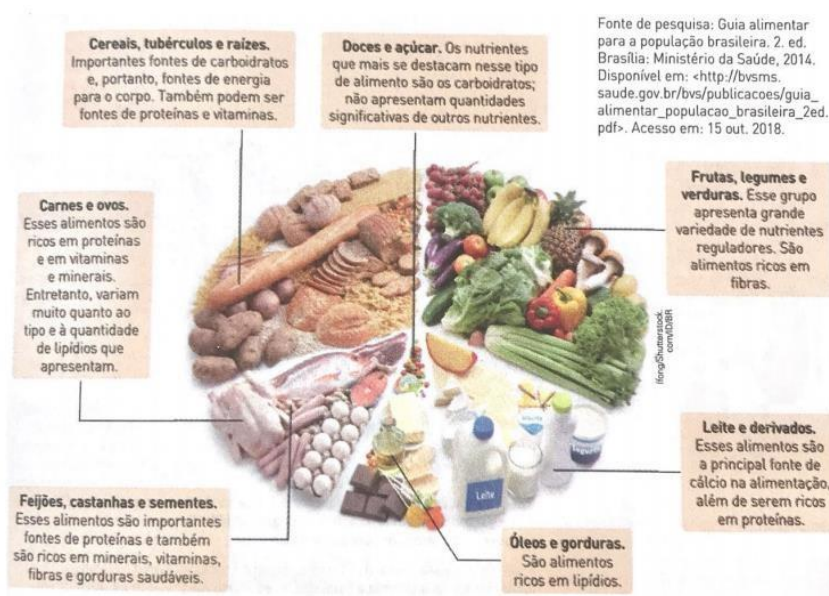 Cereais, tubérculos e raízes.
Importantes fontes de carboidratos
e, portanto, fontes de energia
para o corpo. Também podem ser
fontes de proteínas e vitaminas.
Doces e açúcar. Os nutrientes
que mais se destacam nesse tipo
de alimento são os carboidratos;
não apresentam quantidades
significativas de outros nutrientes.
Fonte de pesquisa: Guia alimentar
para a população brasileira. 2. ed.
Brasília: Ministério da Saúde, 2014.
Disponível em: <http://bvsms.
saude.gov.br/bvs/publicacoes/guia_
alimentar_populacao_brasileira_2ed.
pdf>. Acesso em: 15 out. 2018.
Carnes e ovos.
Esses alimentos são
ricos em proteínas
e em vitaminas
e minerais.
Entretanto, variam
muito quanto ao
tipo e à quantidade
de lipídios que
apresentam.
Frutas, legumes e
verduras. Esse grupo
apresenta grande
variedade de nutrientes
reguladores. São
alimentos ricos em
fibras.
ifong/Shutterstock.
com/ID/BR
Leite
Leite e derivados.
Esses alimentos são
a principal fonte de
cálcio na alimentação,
além de serem ricos
em proteínas.
Feijões, castanhas e sementes.
Esses alimentos são importantes
fontes de proteínas e também
são ricos em minerais, vitaminas,
fibras e gorduras saudáveis.
Óleos e gorduras.
São alimentos
ricos em lipídios.